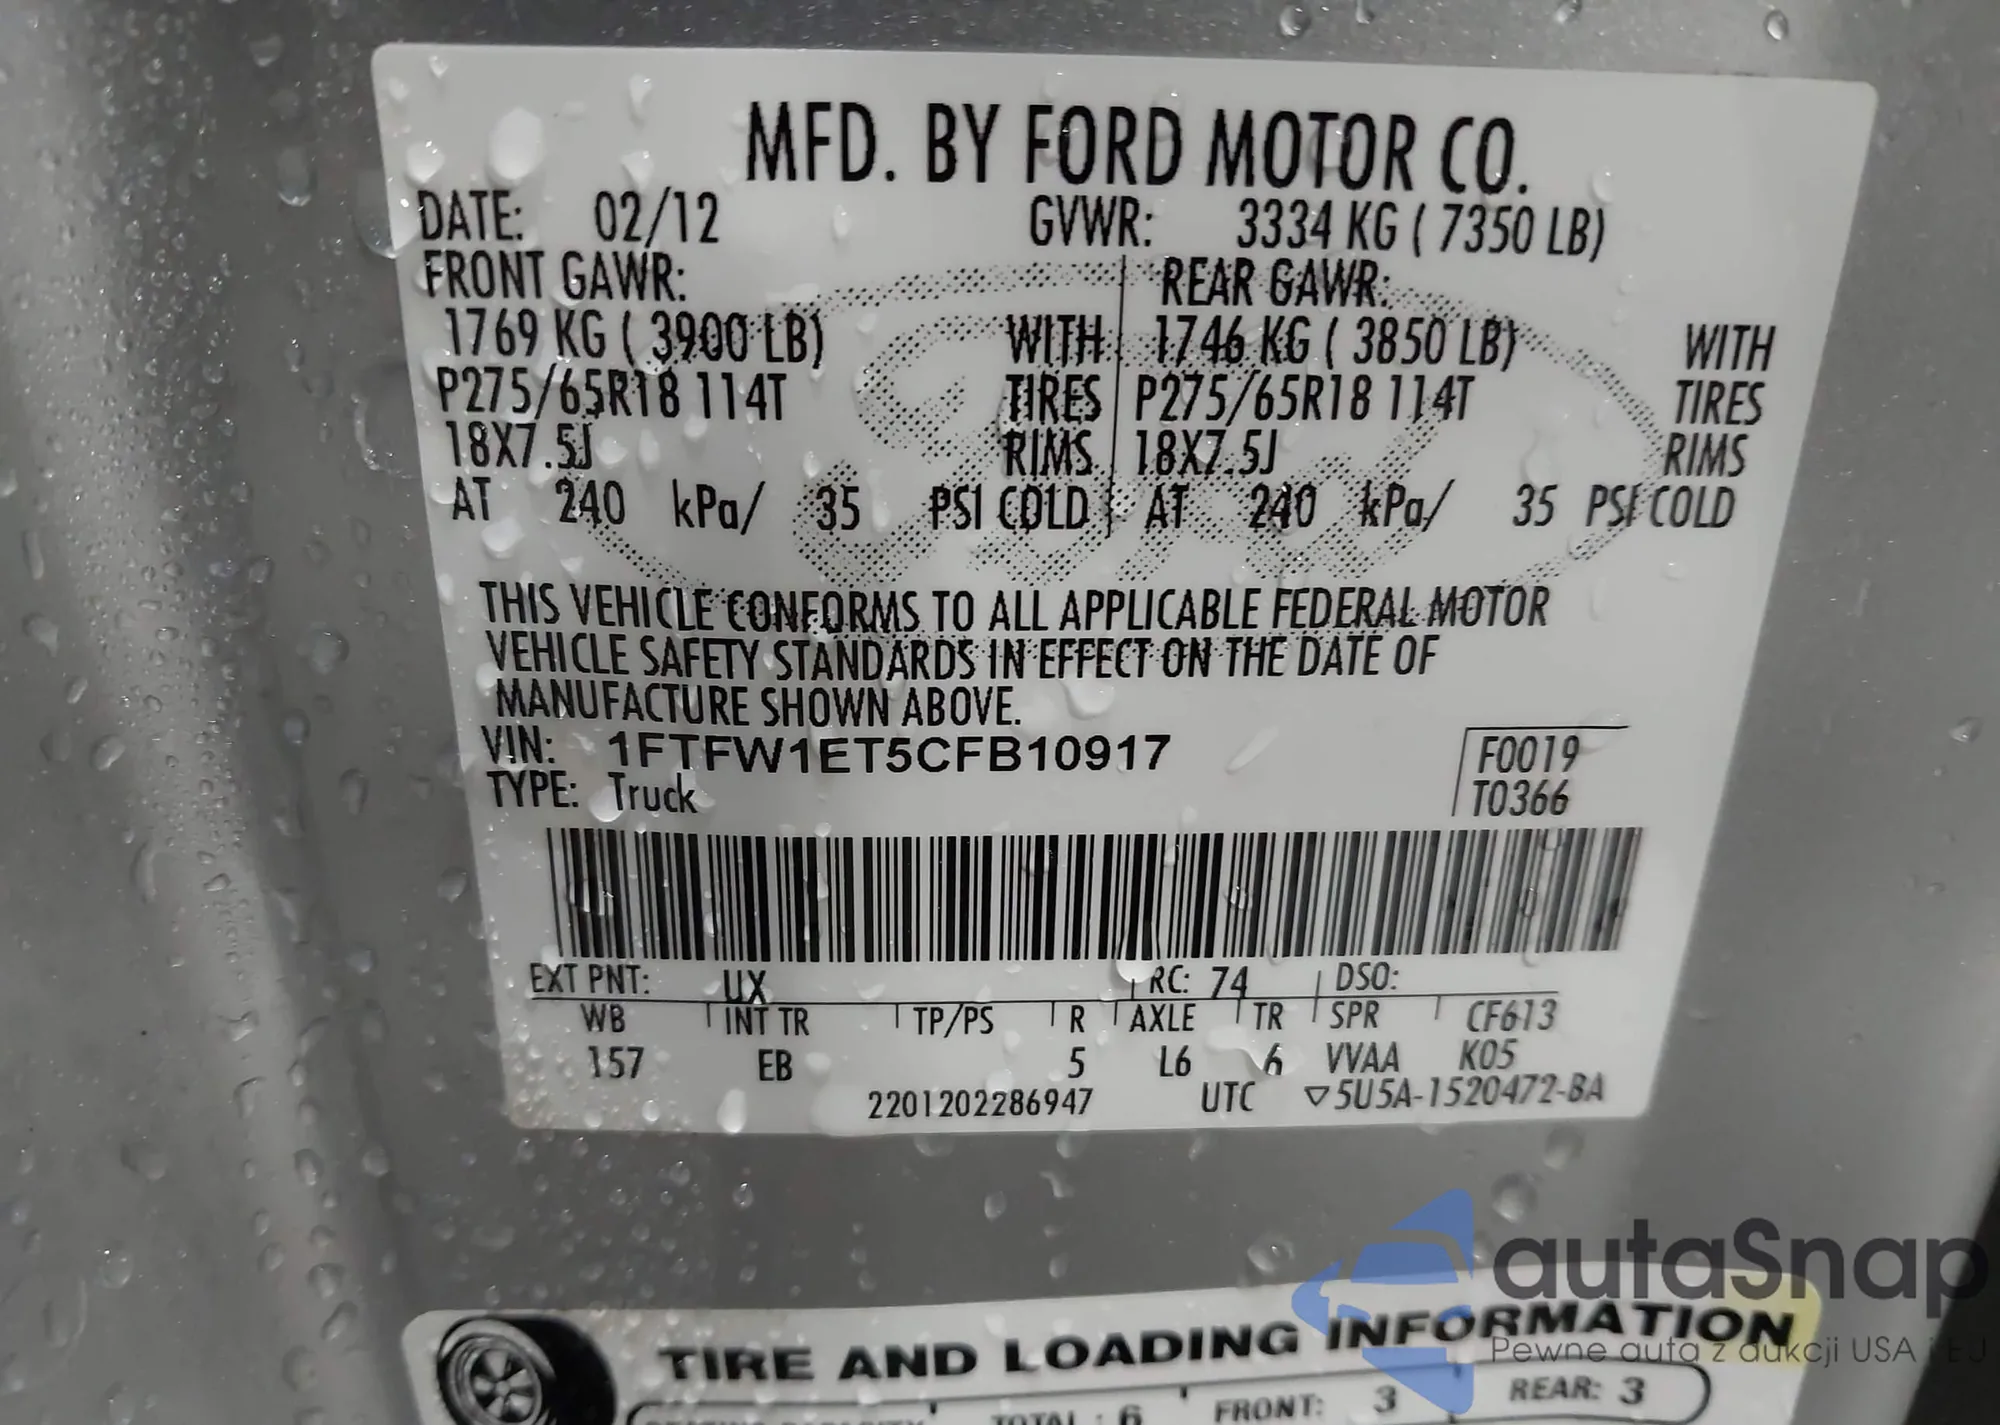 MFD. BY FORD MOTOR CO.
DATE: 02/12 GVWR: 3334 KG ( 7350 LB)
FRONT GAWR: REAR GAWR:
1769 KG ( 3900 LB) WITH 1746 KG ( 3850 LB) WITH
P275/65R18 114T TIRES P275/65R18 114T TIRES
18X7.5J RIMS 18X7.5J RIMS
AT 240 kPa/ 35 PSI COLD AT 240 kPa/ 35 PSI COLD
THIS VEHICLE CONFORMS TO ALL APPLICABLE FEDERAL MOTOR
VEHICLE SAFETY STANDARDS IN EFFECT ON THE DATE OF
MANUFACTURE SHOWN ABOVE.
VIN: 1FTFW1ET5CFB10917 F0019
TYPE: Truck T0366
EXT PNT: UX RC: 74 DSO:
WB INT TR TP/PS R AXLE TR SPR CF613
157 EB 5 L6 6 VVAA K05
2201202286947 UTC ▽5U5A-1520472-BA
autaSnap
TIRE AND LOADING INFORMATION
Pewne auta z aukcji USA i EU
SEATING CAPACITY TOTAL : 6 FRONT: 3 REAR: 3